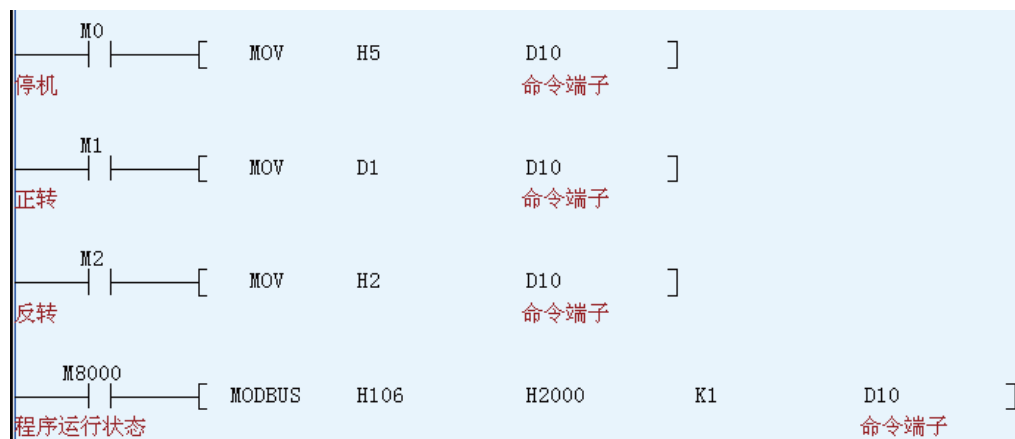 M0
MOV H5 D10
停机 命令端子
M1
MOV D1 D10
正转 命令端子
M2
MOV H2 D10
反转 命令端子
M8000
MODBUS H106 H2000 K1 D10
程序运行状态 命令端子